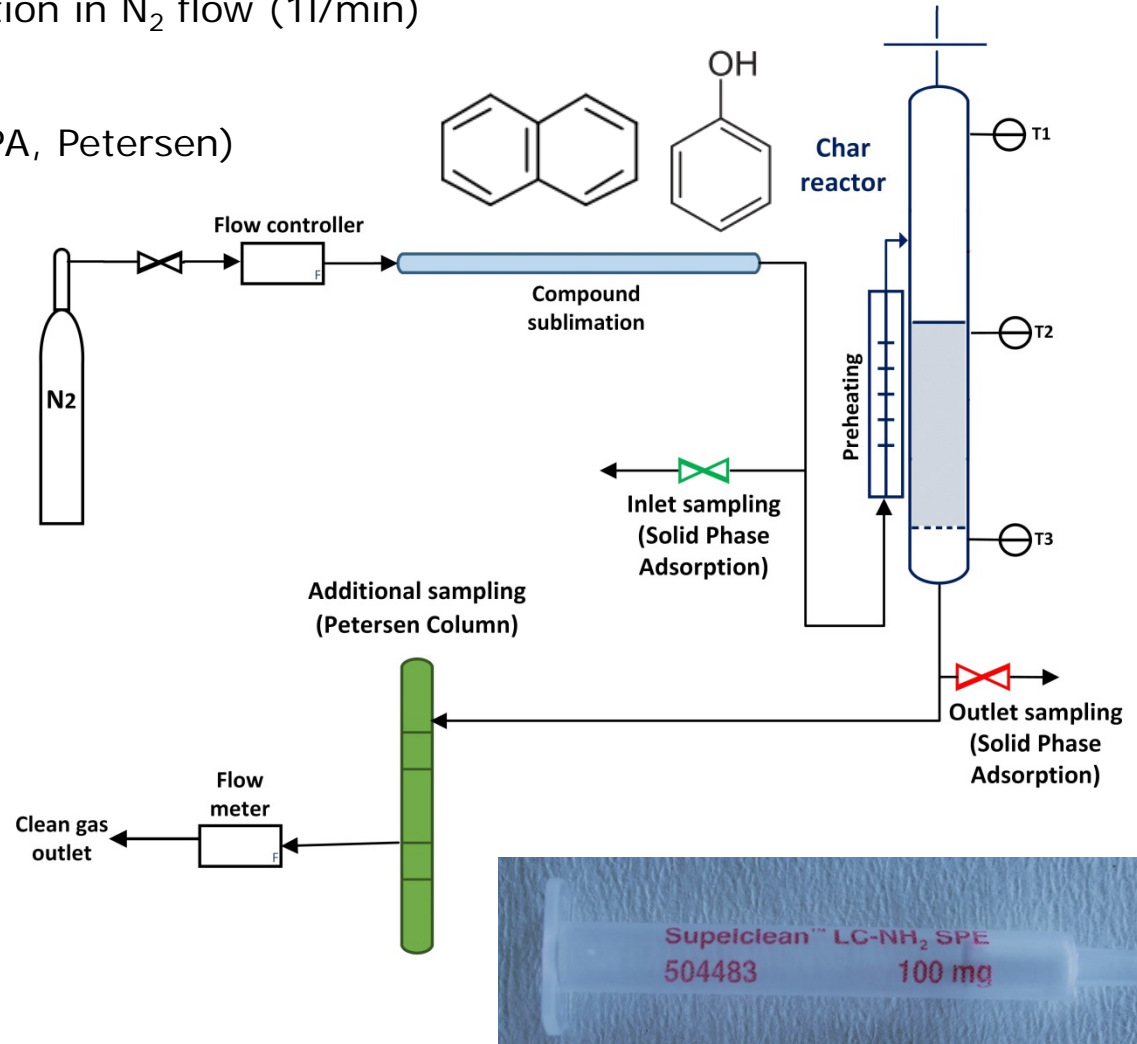 tion in N₂ flow (1l/min)
PA, Petersen)
OH
Char
reactor
T1
Flow controller
F
Compound
sublimation
N2
T2
Preheating
Inlet sampling
(Solid Phase
Adsorption)
T3
Additional sampling
(Petersen Column)
Outlet sampling
(Solid Phase
Adsorption)
Flow
meter
F
Clean gas
outlet
Supelclean™ LC-NH₂ SPE
504483 100 mg